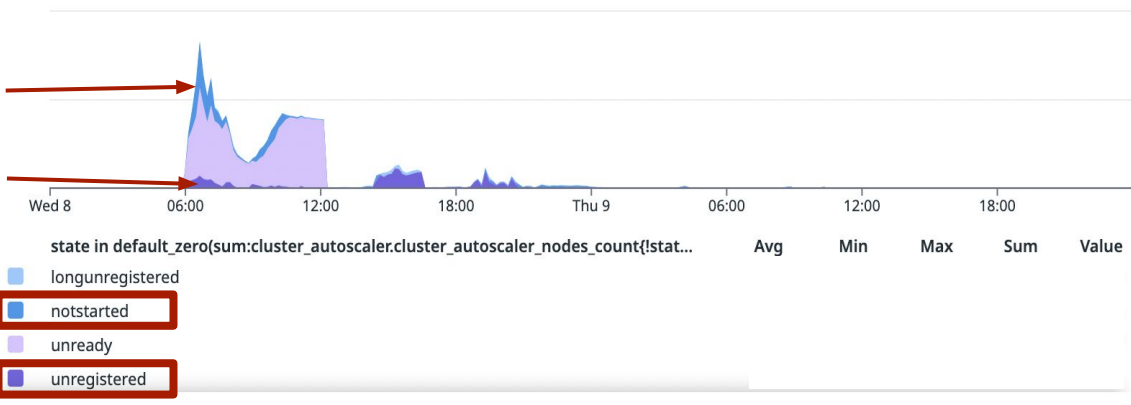 Wed 8 06:00 12:00 18:00 Thu 9 06:00 12:00 18:00
state in default_zero(sum:cluster_autoscaler.cluster_autoscaler_nodes_count{!stat... Avg Min Max Sum Value
longunregistered
notstarted
unready
unregistered